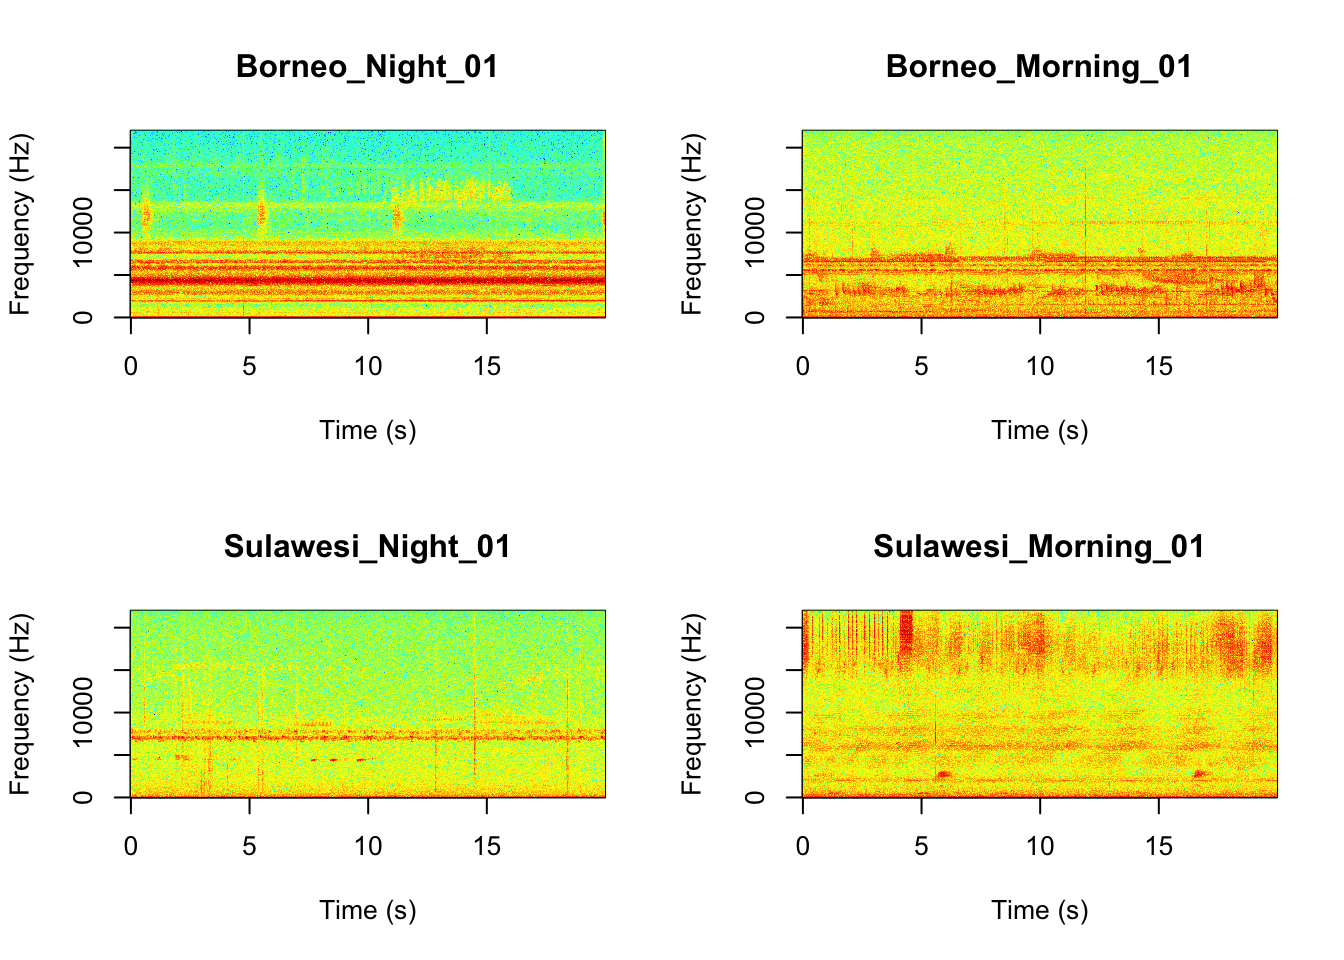 Borneo_Night_01
Frequency (Hz)
10000
0
0 5 10 15
Time (s)
Borneo_Morning_01
Frequency (Hz)
10000
0
0 5 10 15
Time (s)
Sulawesi_Night_01
Frequency (Hz)
10000
0
0 5 10 15
Time (s)
Sulawesi_Morning_01
Frequency (Hz)
10000
0
0 5 10 15
Time (s)